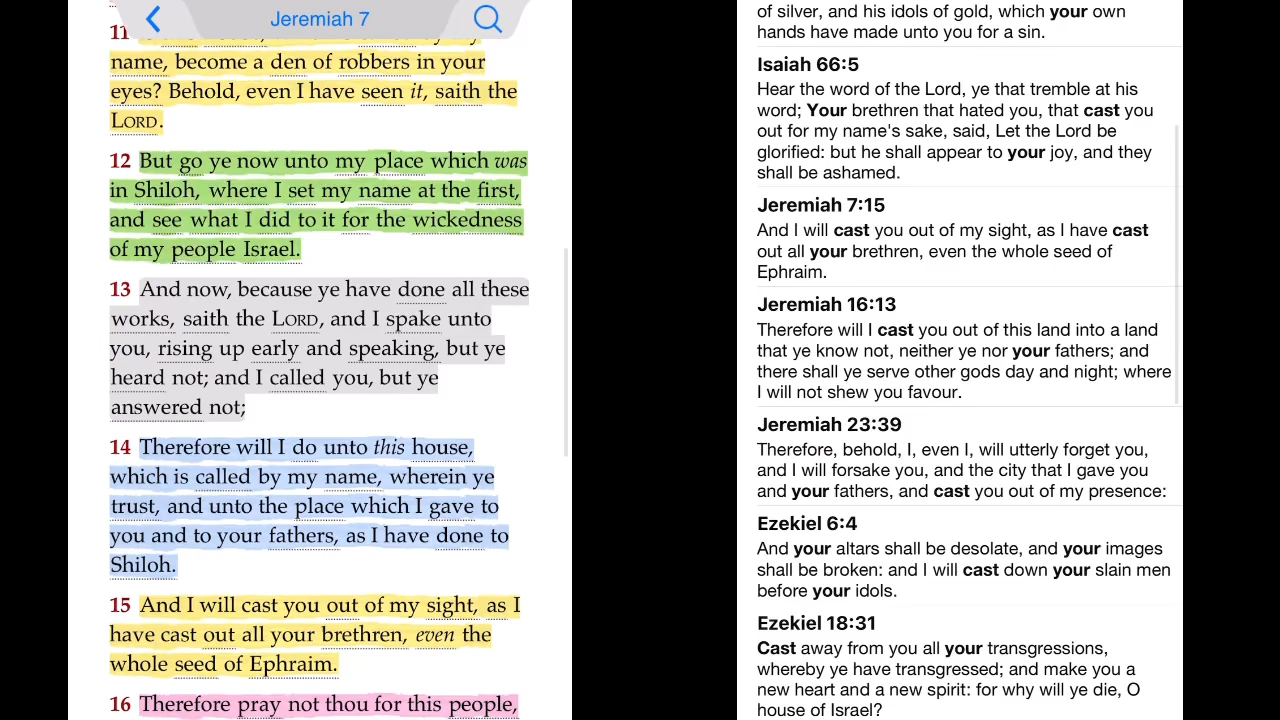 Jeremiah 7
11
name, become a den of robbers in your
eyes? Behold, even I have seen it, saith the
LORD.
12 But go ye now unto my place which was
in Shiloh, where I set my name at the first,
and see what I did to it for the wickedness
of my people Israel.
13 And now, because ye have done all these
works, saith the LORD, and I spake unto
you, rising up early and speaking, but ye
heard not; and I called you, but ye
answered not;
14 Therefore will I do unto this house,
which is called by my name, wherein ye
trust, and unto the place which I gave to
you and to your fathers, as I have done to
Shiloh.
15 And I will cast you out of my sight, as I
have cast out all your brethren, even the
whole seed of Ephraim.
16 Therefore pray not thou for this people,
of silver, and his idols of gold, which your own
hands have made unto you for a sin.
Isaiah 66:5
Hear the word of the Lord, ye that tremble at his
word; Your brethren that hated you, that cast you
out for my name's sake, said, Let the Lord be
glorified: but he shall appear to your joy, and they
shall be ashamed.
Jeremiah 7:15
And I will cast you out of my sight, as I have cast
out all your brethren, even the whole seed of
Ephraim.
Jeremiah 16:13
Therefore will I cast you out of this land into a land
that ye know not, neither ye nor your fathers; and
there shall ye serve other gods day and night; where
I will not shew you favour.
Jeremiah 23:39
Therefore, behold, I, even I, will utterly forget you,
and I will forsake you, and the city that I gave you
and your fathers, and cast you out of my presence:
Ezekiel 6:4
And your altars shall be desolate, and your images
shall be broken: and I will cast down your slain men
before your idols.
Ezekiel 18:31
Cast away from you all your transgressions,
whereby ye have transgressed; and make you a
new heart and a new spirit: for why will ye die, O
house of Israel?